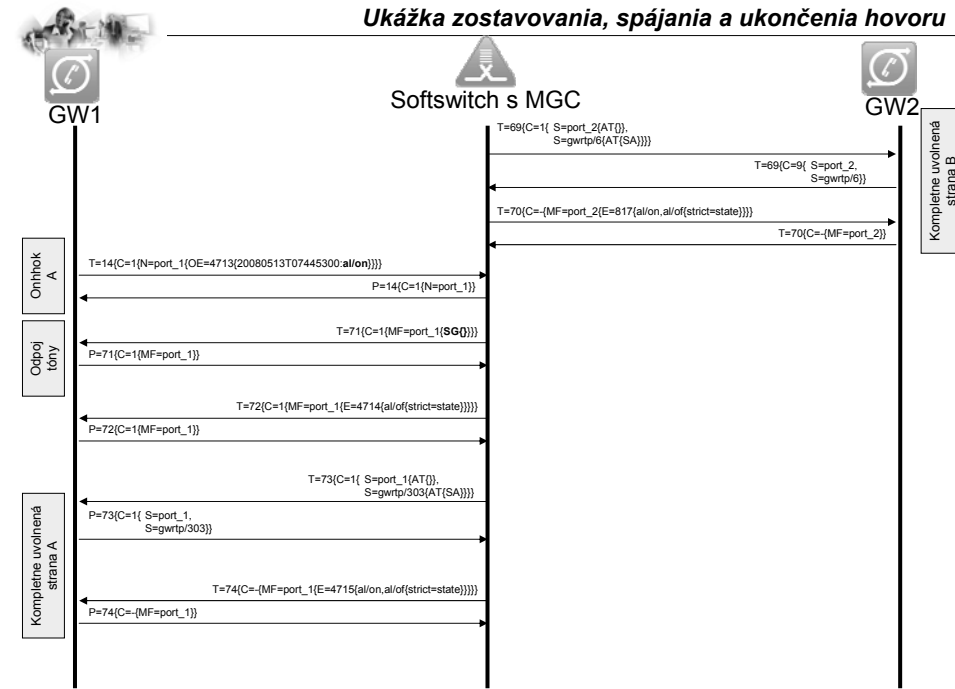 Ukážka zostavovania, spájania a ukončenia hovoru
GW1
Softswitch s MGC
GW2
T=69{C=1{ S=port_2{AT{}},
S=gwrtp/6{AT{SA}}}}
T=69{C=9{ S=port_2,
S=gwrtp/6}}
T=70{C=-{MF=port_2{E=817{al/on,al/of{strict=state}}}}
T=70{C=-{MF=port_2}}
Kompletne uvolnená
strana B
Onhhok
A
T=14{C=1{N=port_1{OE=4713{20080513T07445300:al/on}}}}
P=14{C=1{N=port_1}}
Odpoj
tóny
T=71{C=1{MF=port_1{SG{}}}}
P=71{C=1{MF=port_1}}
T=72{C=1{MF=port_1{E=4714{al/of{strict=state}}}}}
P=72{C=1{MF=port_1}}
Kompletne uvolnená
strana A
T=73{C=1{ S=port_1{AT{}},
S=gwrtp/303{AT{SA}}}}
P=73{C=1{ S=port_1,
S=gwrtp/303}}
T=74{C=-{MF=port_1{E=4715{al/on,al/of{strict=state}}}}}
P=74{C=-{MF=port_1}}